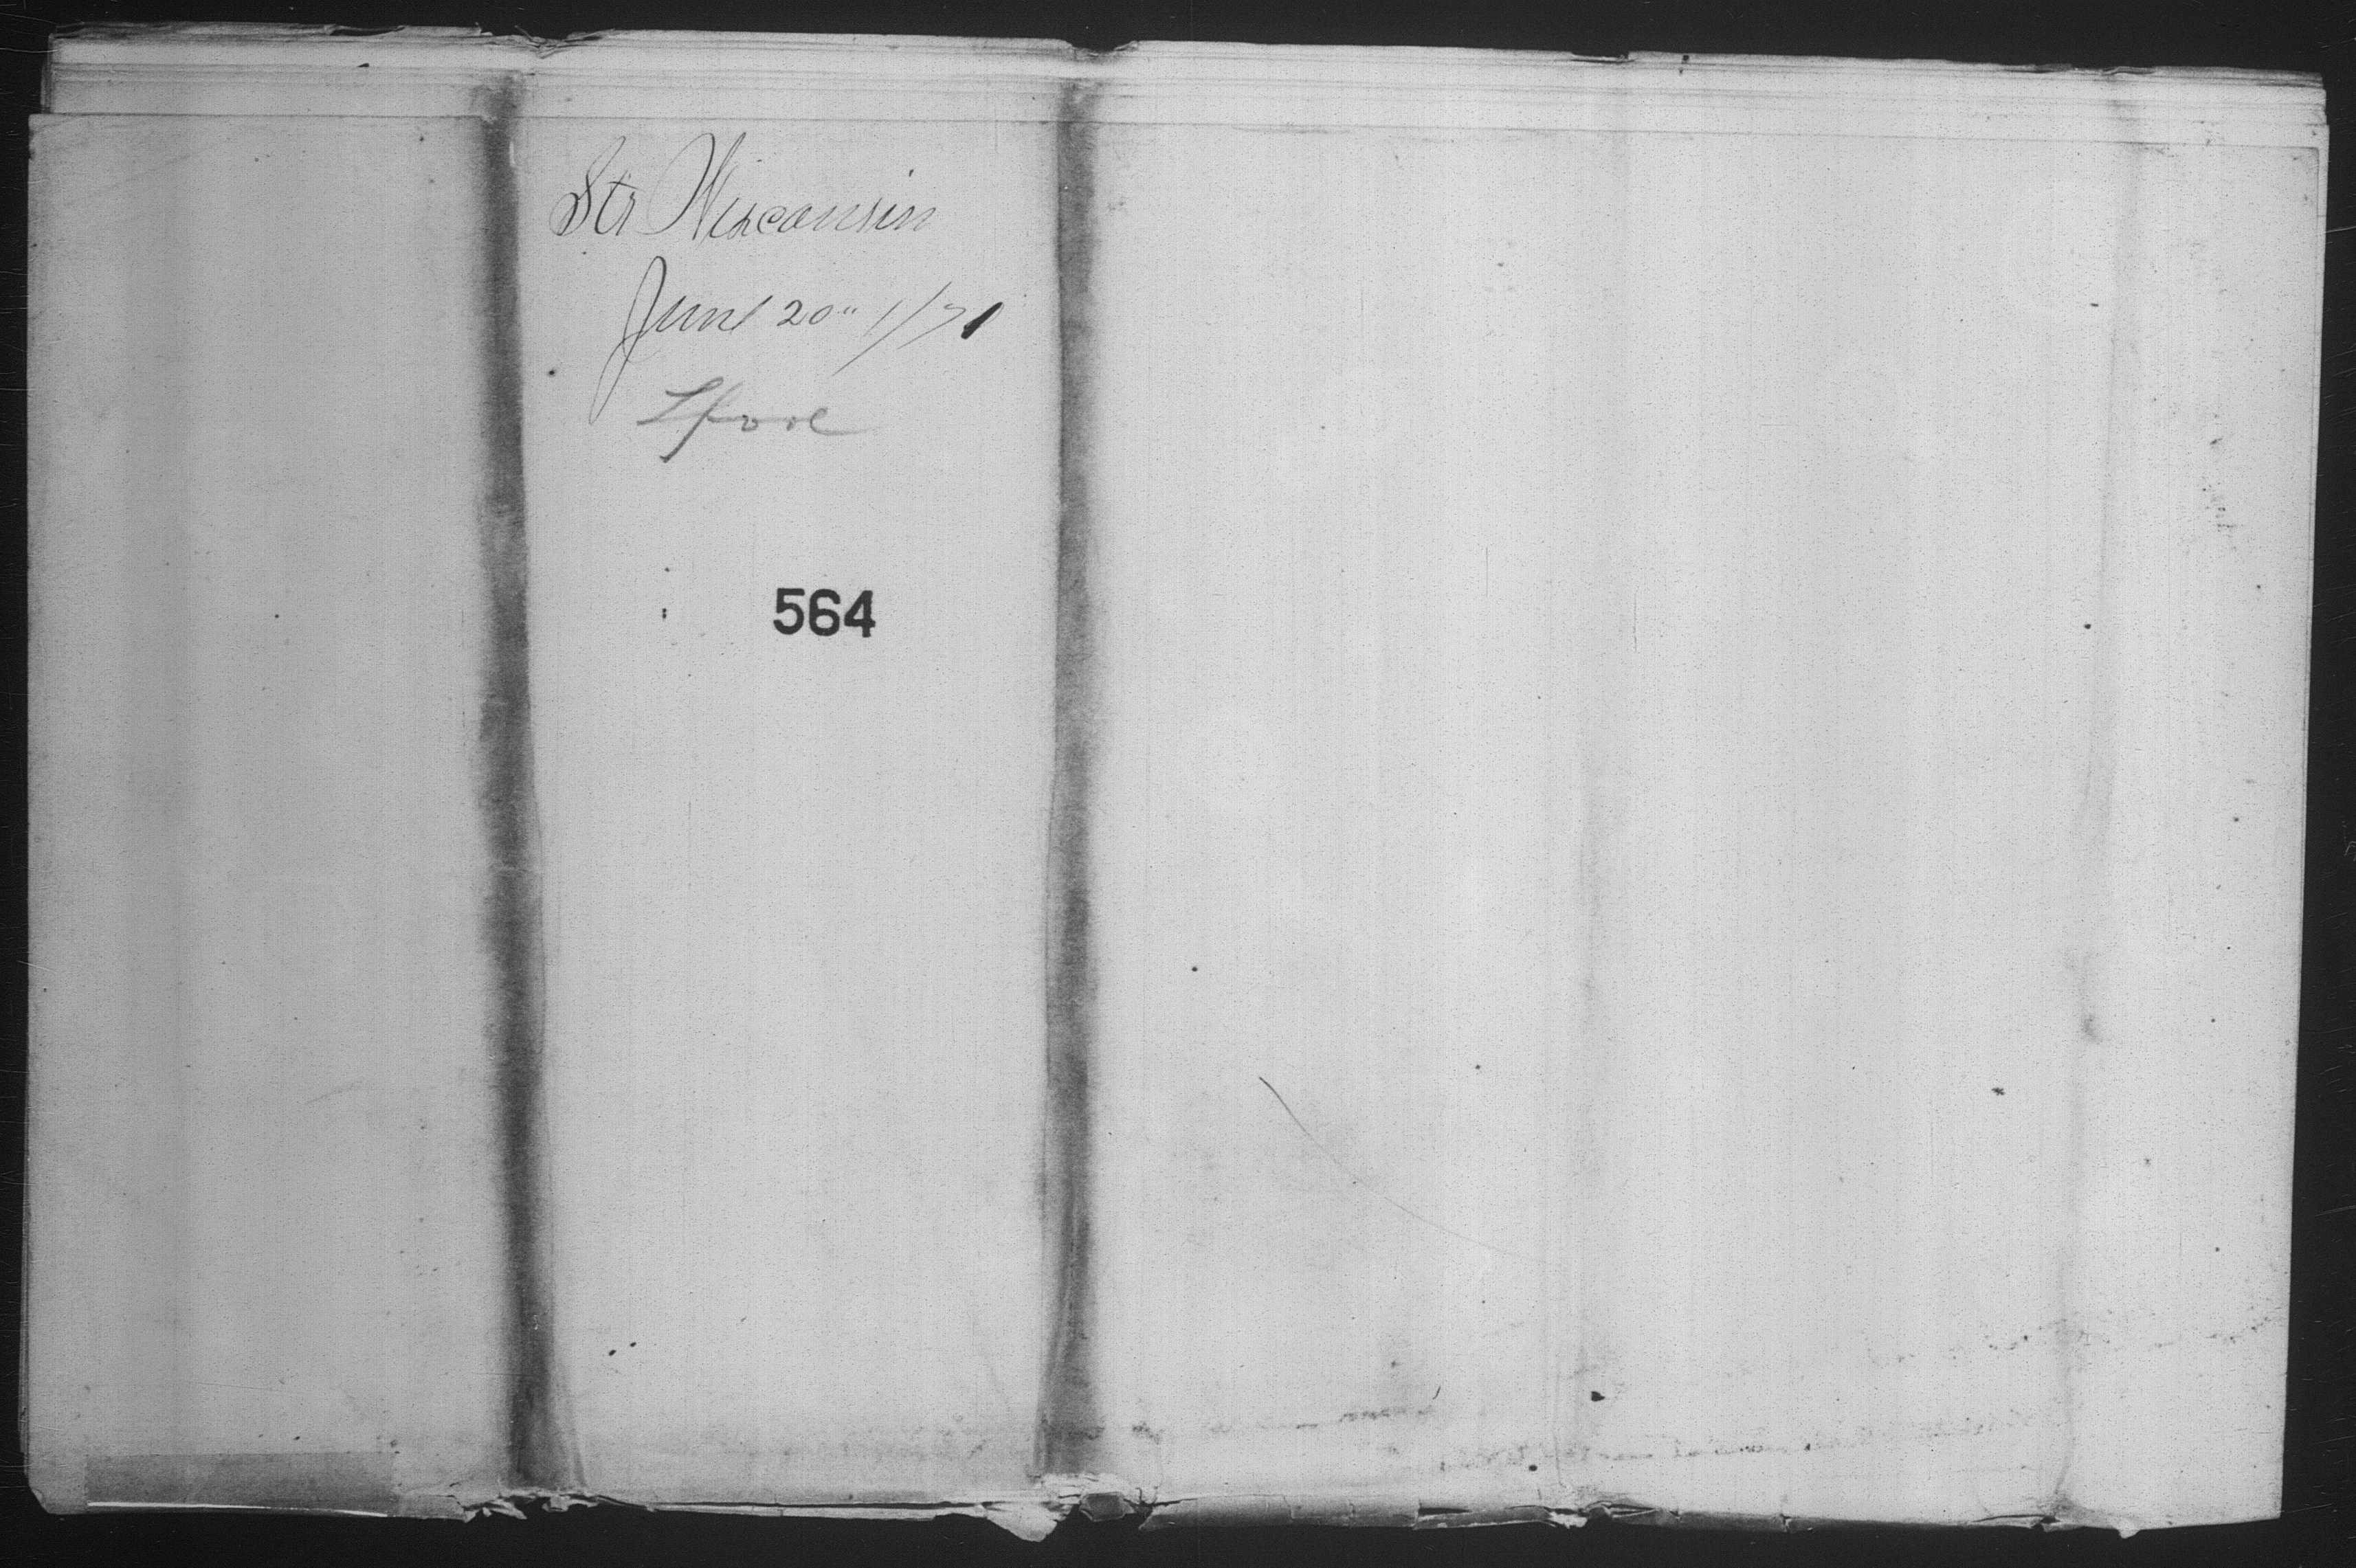 Str Wisconsin
June 20" 1/71
Lpool
564